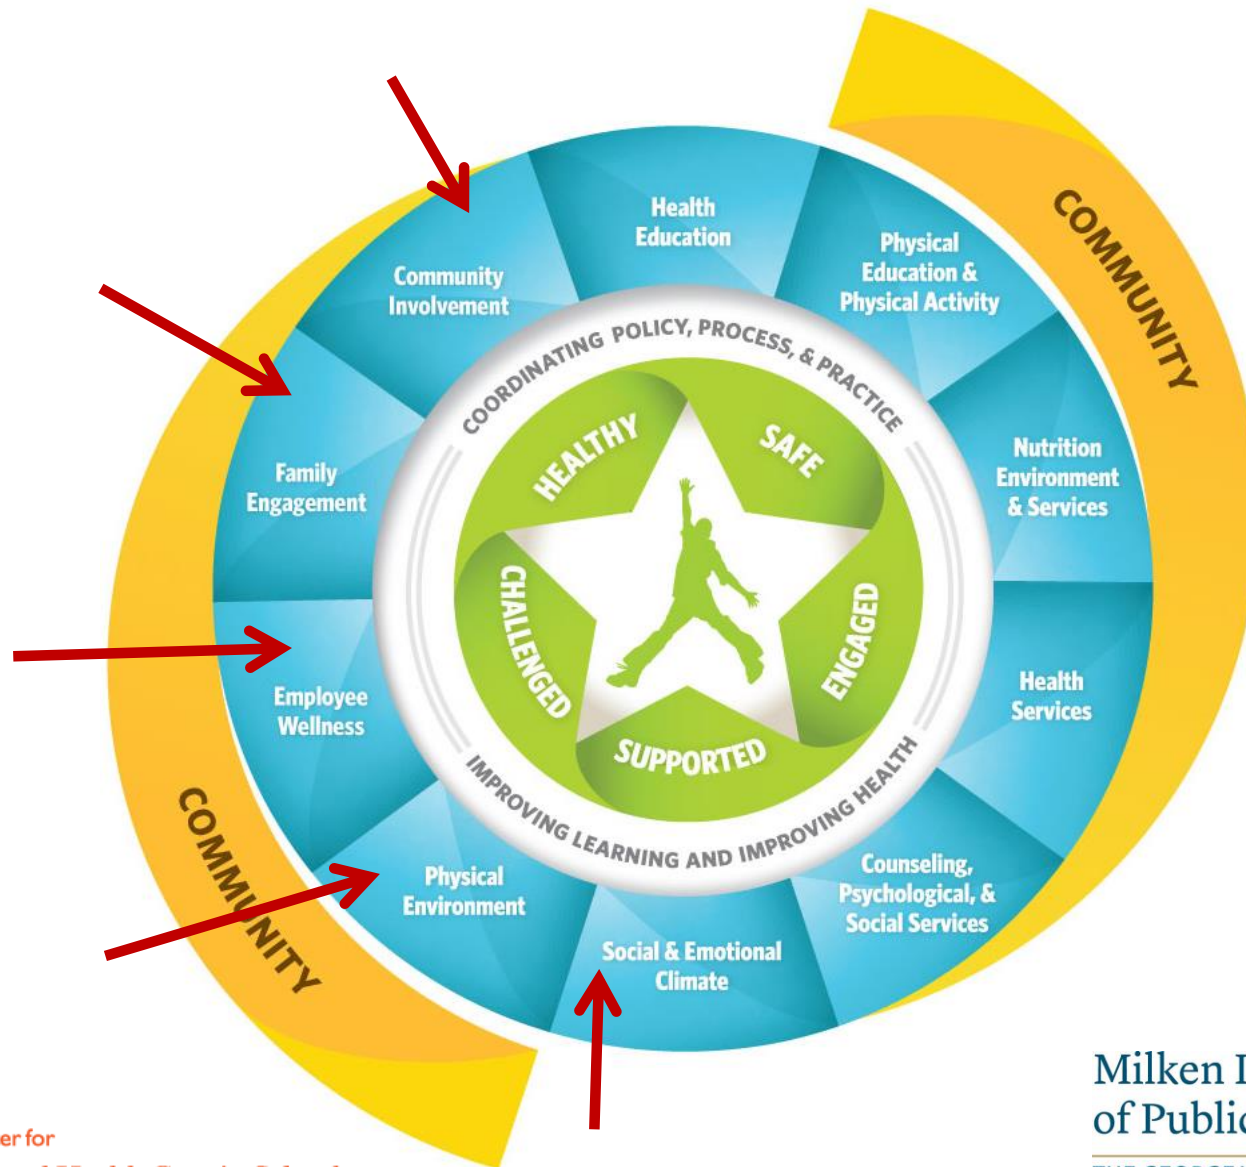 COMMUNITY
Health
Education
Physical
Education &
Physical Activity
Community
Involvement
COORDINATING POLICY, PROCESS, & PRACTICE
HEALTHY
SAFE
Nutrition
Environment
& Services
Family
Engagement
CHALLENGED
ENGAGED
Health
Services
Employee
Wellness
SUPPORTED
IMPROVING LEARNING AND IMPROVING HEALTH
COMMUNITY
Physical
Environment
Counseling,
Psychological, &
Social Services
Social & Emotional
Climate
Milken
of Public
er for